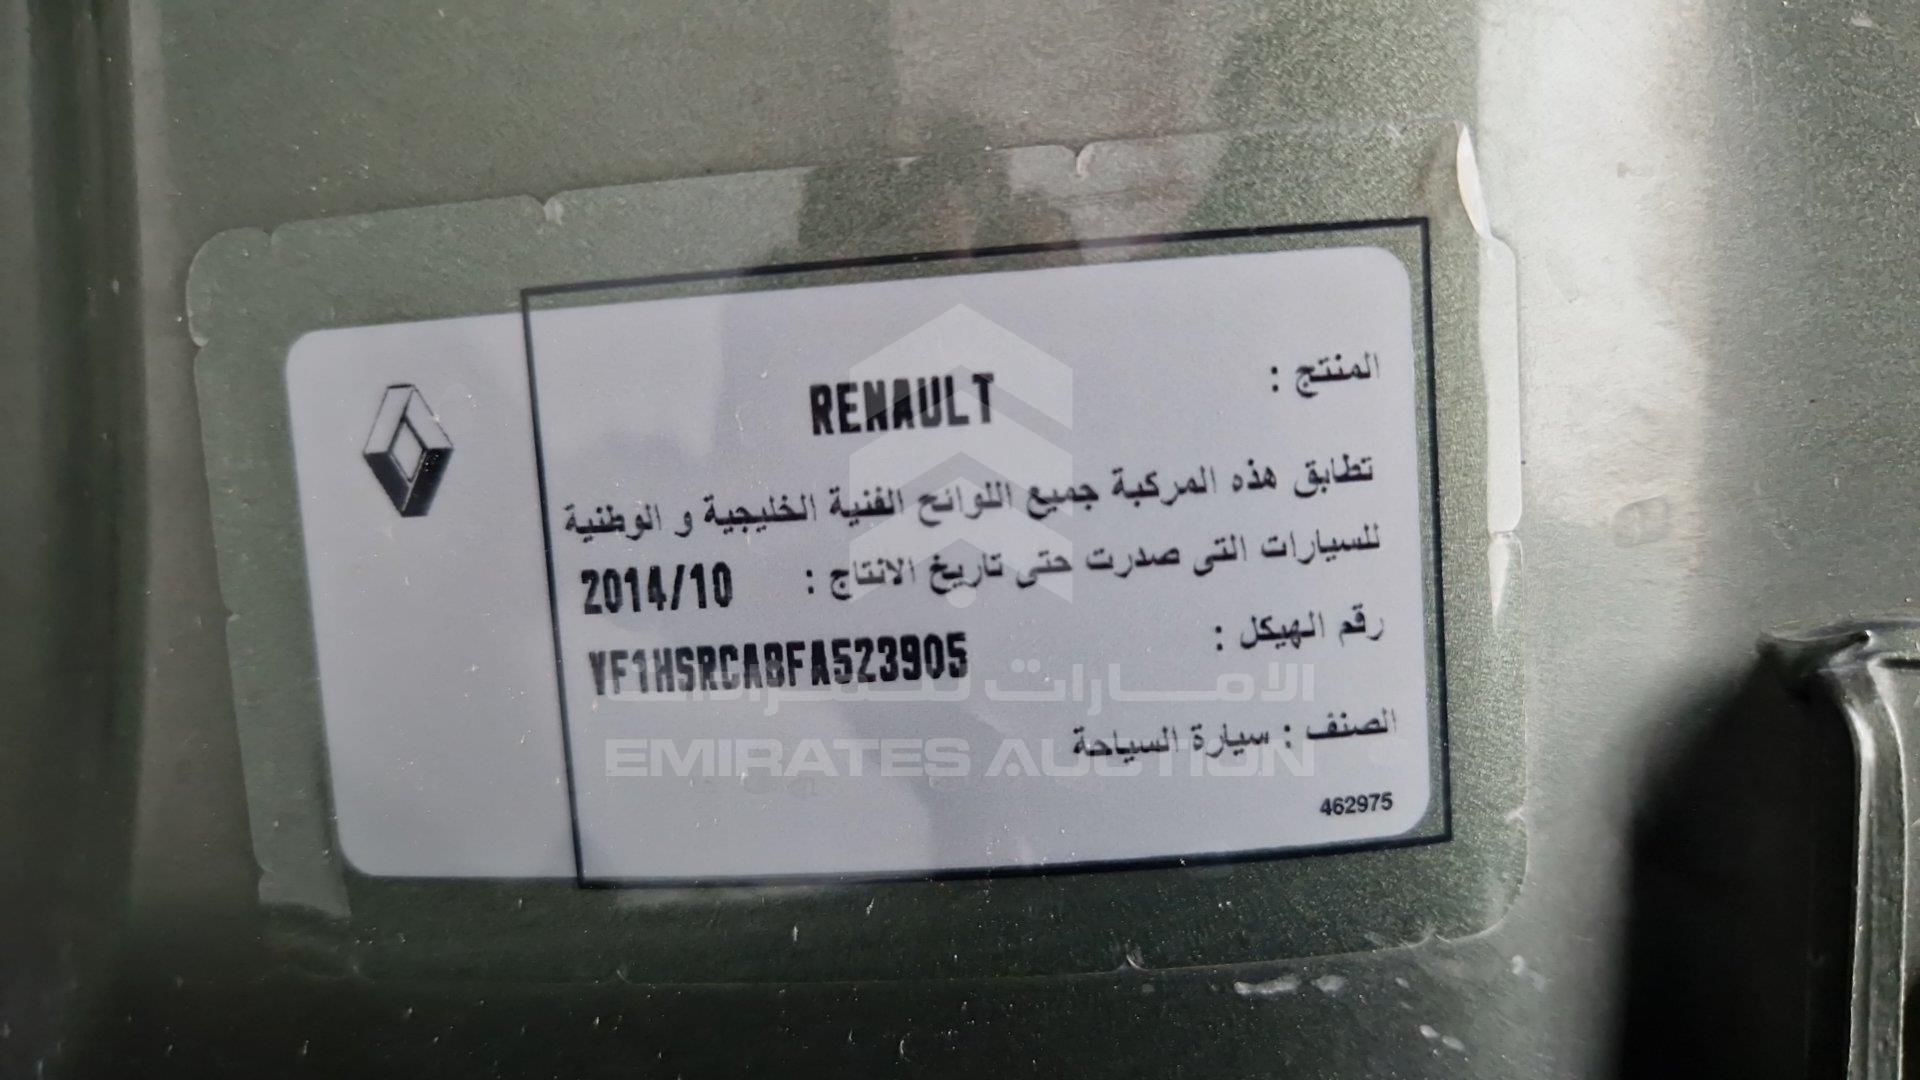 المنتج : RENAULT
تطابق هذه المركبة جميع اللوائح الفنية الخليجية و الوطنية
للسيارات التى صدرت حتى تاريخ الانتاج : 2014/10
رقم الهيكل : VF1HSRCA8FA523905
الامـارات للمزادات
الصنف : سيارة السياحة
EMIRATES AUCTION
462975